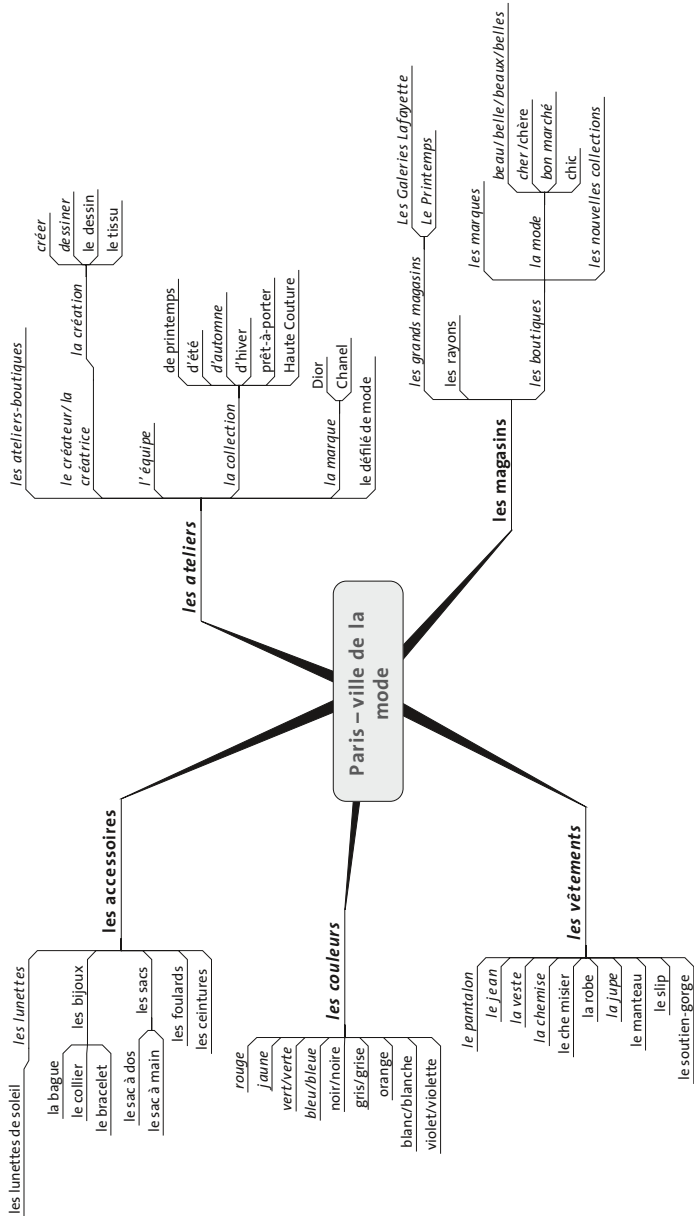 Paris – ville de la
mode
les accessoires
les lunettes
les lunettes de soleil
les bijoux
la bague
le collier
le bracelet
les sacs
le sac à dos
le sac à main
les foulards
les ceintures
les couleurs
rouge
jaune
vert/verte
bleu/bleue
noir/noire
gris/grise
orange
blanc/blanche
violet/violette
les vêtements
le pantalon
le jean
la veste
la chemise
le che misier
la robe
la jupe
le manteau
le slip
le soutien-gorge
les ateliers
les ateliers-boutiques
le créateur/la
créatrice
la création
créer
dessiner
le dessin
le tissu
l' équipe
la collection
de printemps
d'été
d'automne
d'hiver
prêt-à-porter
Haute Couture
la marque
Dior
Chanel
le défilé de mode
les magasins
les grands magasins
Les Galeries Lafayette
Le Printemps
les rayons
les boutiques
les marques
la mode
beau/belle/beaux/belles
cher /chère
bon marché
chic
les nouvelles collections